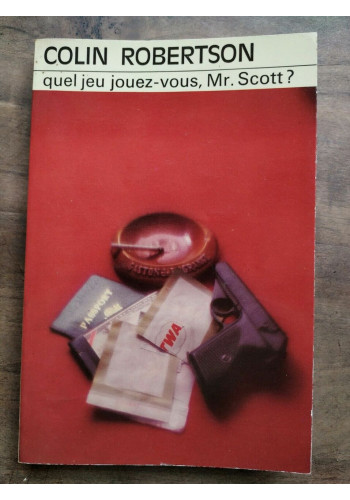 COLIN ROBERTSON
quel jeu jouez-vous, Mr. Scott?
PASSPORT
TWA